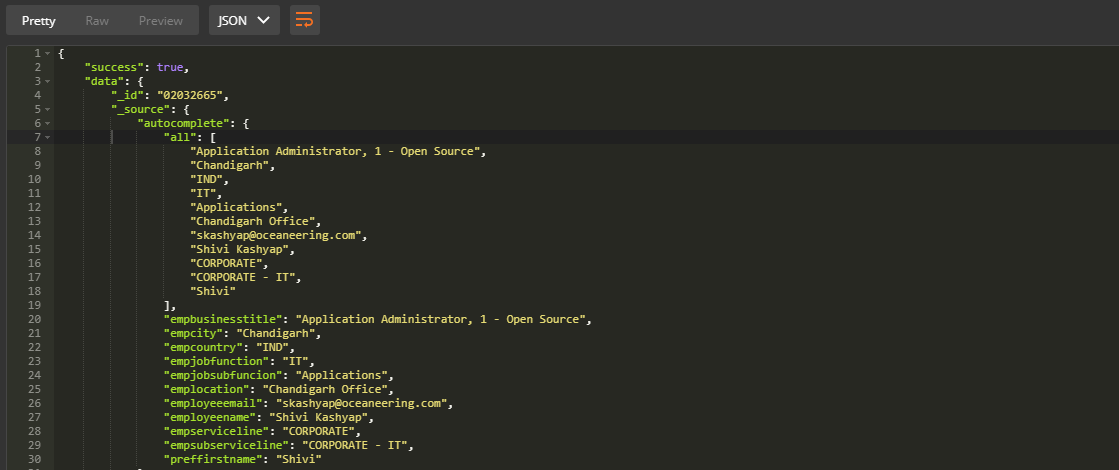 Pretty Raw Preview JSON
1 {
2 "success": true,
3 "data": {
4 "_id": "02032665",
5 "_source": {
6 "autocomplete": {
7 "all": [
8 "Application Administrator, 1 - Open Source",
9 "Chandigarh",
10 "IND",
11 "IT",
12 "Applications",
13 "Chandigarh Office",
14 "skashyap@oceaneering.com",
15 "Shivi Kashyap",
16 "CORPORATE",
17 "CORPORATE - IT",
18 "Shivi"
19 ],
20 "empbusinesstitle": "Application Administrator, 1 - Open Source",
21 "empcity": "Chandigarh",
22 "empcountry": "IND",
23 "empjobfunction": "IT",
24 "empjobsubfuncion": "Applications",
25 "emplocation": "Chandigarh Office",
26 "employeeemail": "skashyap@oceaneering.com",
27 "employeename": "Shivi Kashyap",
28 "empserviceline": "CORPORATE",
29 "empsubserviceline": "CORPORATE - IT",
30 "preffirstname": "Shivi"